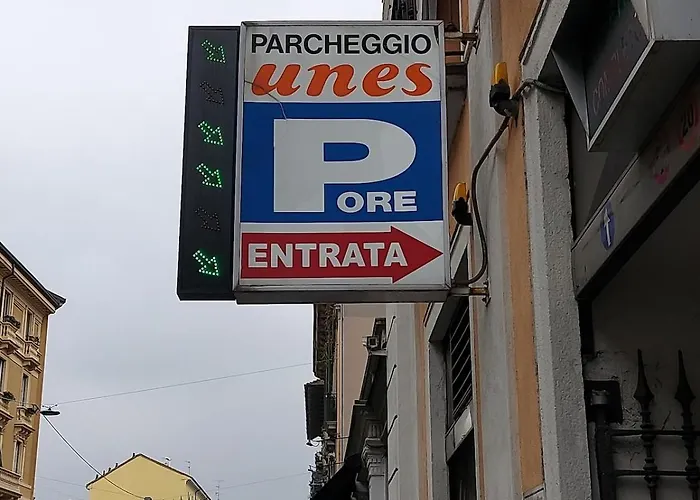 PARCHEGGIO
unes
P ORE
ENTRATA